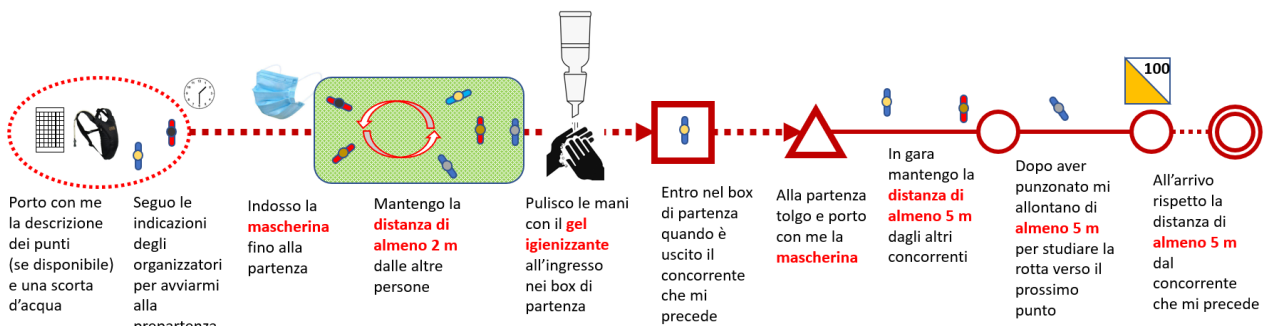 100
Porto con me
la descrizione
dei punti
(se disponibile)
e una scorta
d'acqua
Seguo le
indicazioni
degli
organizzatori
per avviarmi
alla
prepartenza
Indosso la
mascherina
fino alla
partenza
Mantengo la
distanza di
almeno 2 m
dalle altre
persone
Pulisco le mani
con il gel
igienizzante
all'ingresso
nei box di
partenza
Entro nel box
di partenza
quando è
uscito il
concorrente
che mi
precede
Alla partenza
tolgo e porto
con me la
mascherina
In gara
mantengo la
distanza di
almeno 5 m
dagli altri
concorrenti
Dopo aver
punzonato mi
allontano di
almeno 5 m
per studiare la
rotta verso il
prossimo
punto
All'arrivo
rispetto la
distanza di
almeno 5 m
dal
concorrente
che mi precede